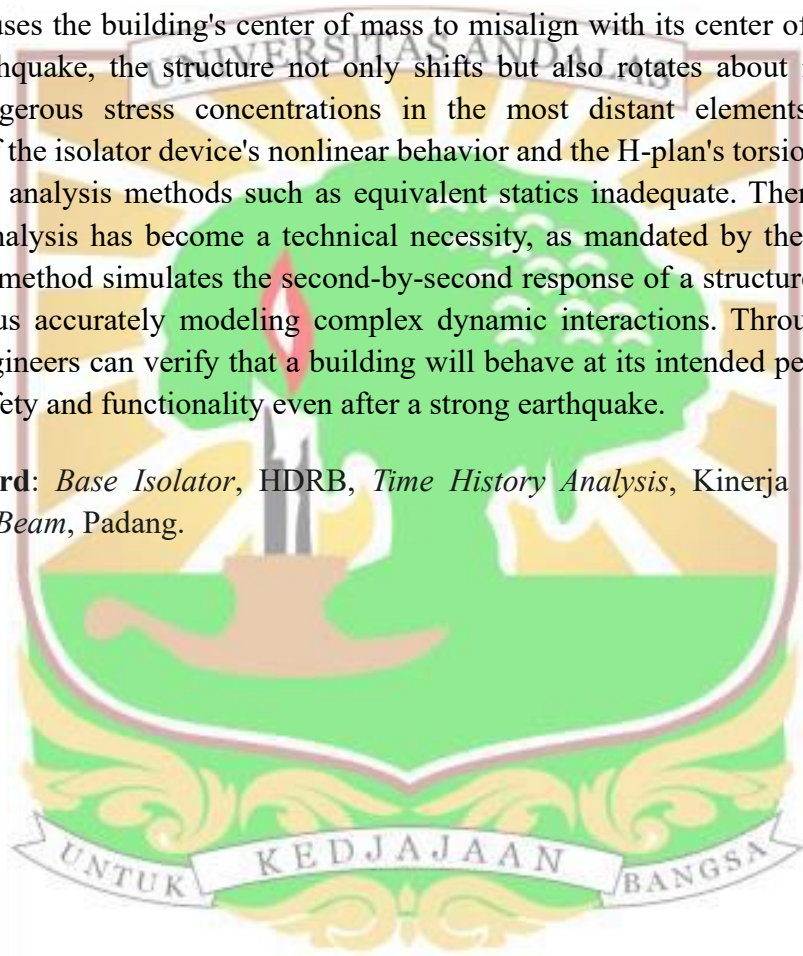 uses the building's center of mass to misalign with its center of
hquake, the structure not only shifts but also rotates about
gerous stress concentrations in the most distant elements
f the isolator device's nonlinear behavior and the H-plan's torsio
analysis methods such as equivalent statics inadequate. Ther
nalysis has become a technical necessity, as mandated by the
method simulates the second-by-second response of a structure
us accurately modeling complex dynamic interactions. Throu
gineers can verify that a building will behave at its intended pe
fety and functionality even after a strong earthquake.
rd: Base Isolator, HDRB, Time History Analysis, Kinerja
Beam, Padang.
UNIVERSITAS ANDALAS
UNTUK KEDJAJAAN BANGSA